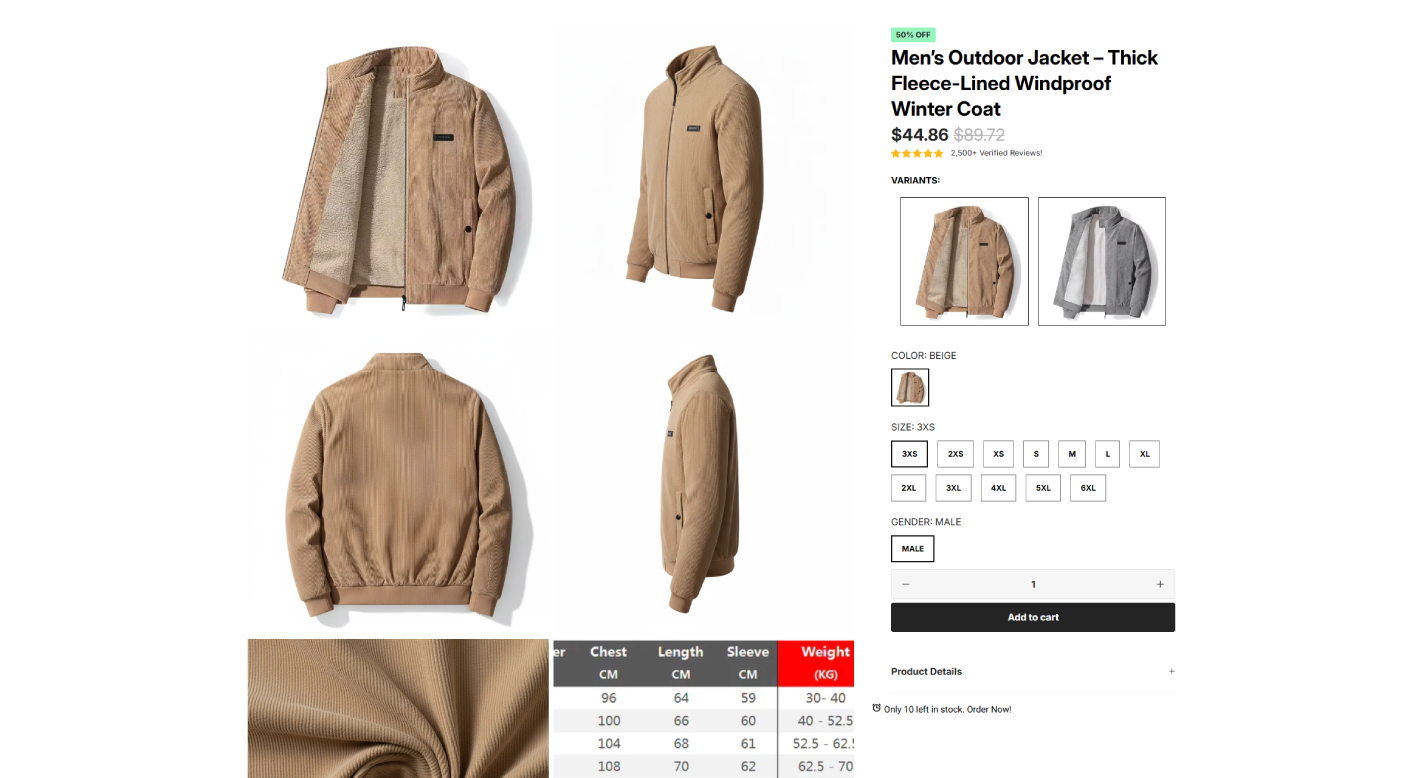 50% OFF
Men's Outdoor Jacket – Thick
Fleece-Lined Windproof
Winter Coat
$44.86 $89.72
2,500+ Verified Reviews!
VARIANTS:
COLOR: BEIGE
SIZE: 3XS
3XS 2XS XS S M L XL
2XL 3XL 4XL 5XL 6XL
GENDER: MALE
MALE
− 1 +
Add to cart
Product Details +
Only 10 left in stock. Order Now!
er Chest Length Sleeve Weight
CM CM CM (KG)
96 64 59 30- 40
100 66 60 40 - 52.5
104 68 61 52.5 - 62.5
108 70 62 62.5 - 70